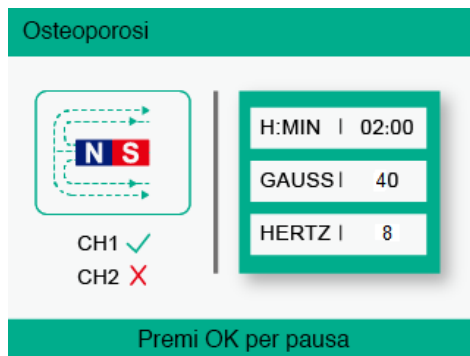 Osteoporosi
N S
CH1
CH2
H:MIN | 02:00
GAUSS | 40
HERTZ | 8
Premi OK per pausa